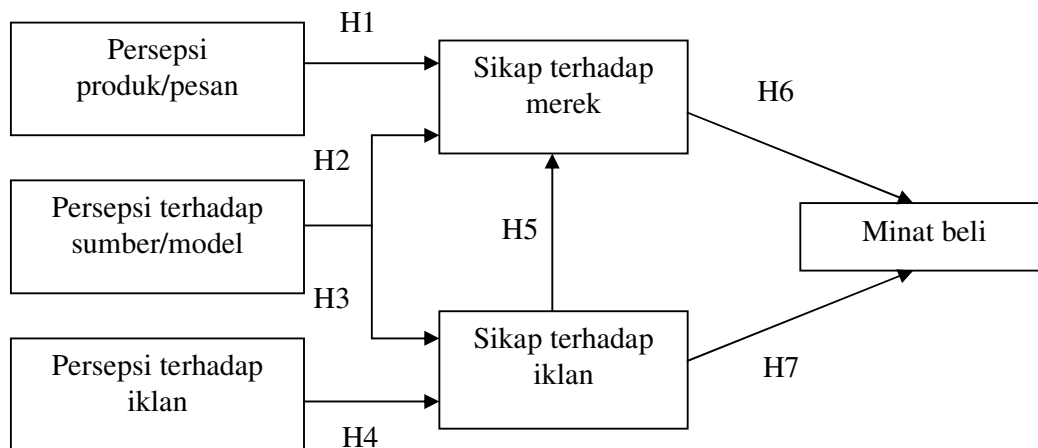 H1
Persepsi
produk/pesan
Sikap terhadap
merek
H6
H2
Persepsi terhadap
sumber/model
H5
Minat beli
H3
Sikap terhadap
iklan
Persepsi terhadap
iklan
H7
H4